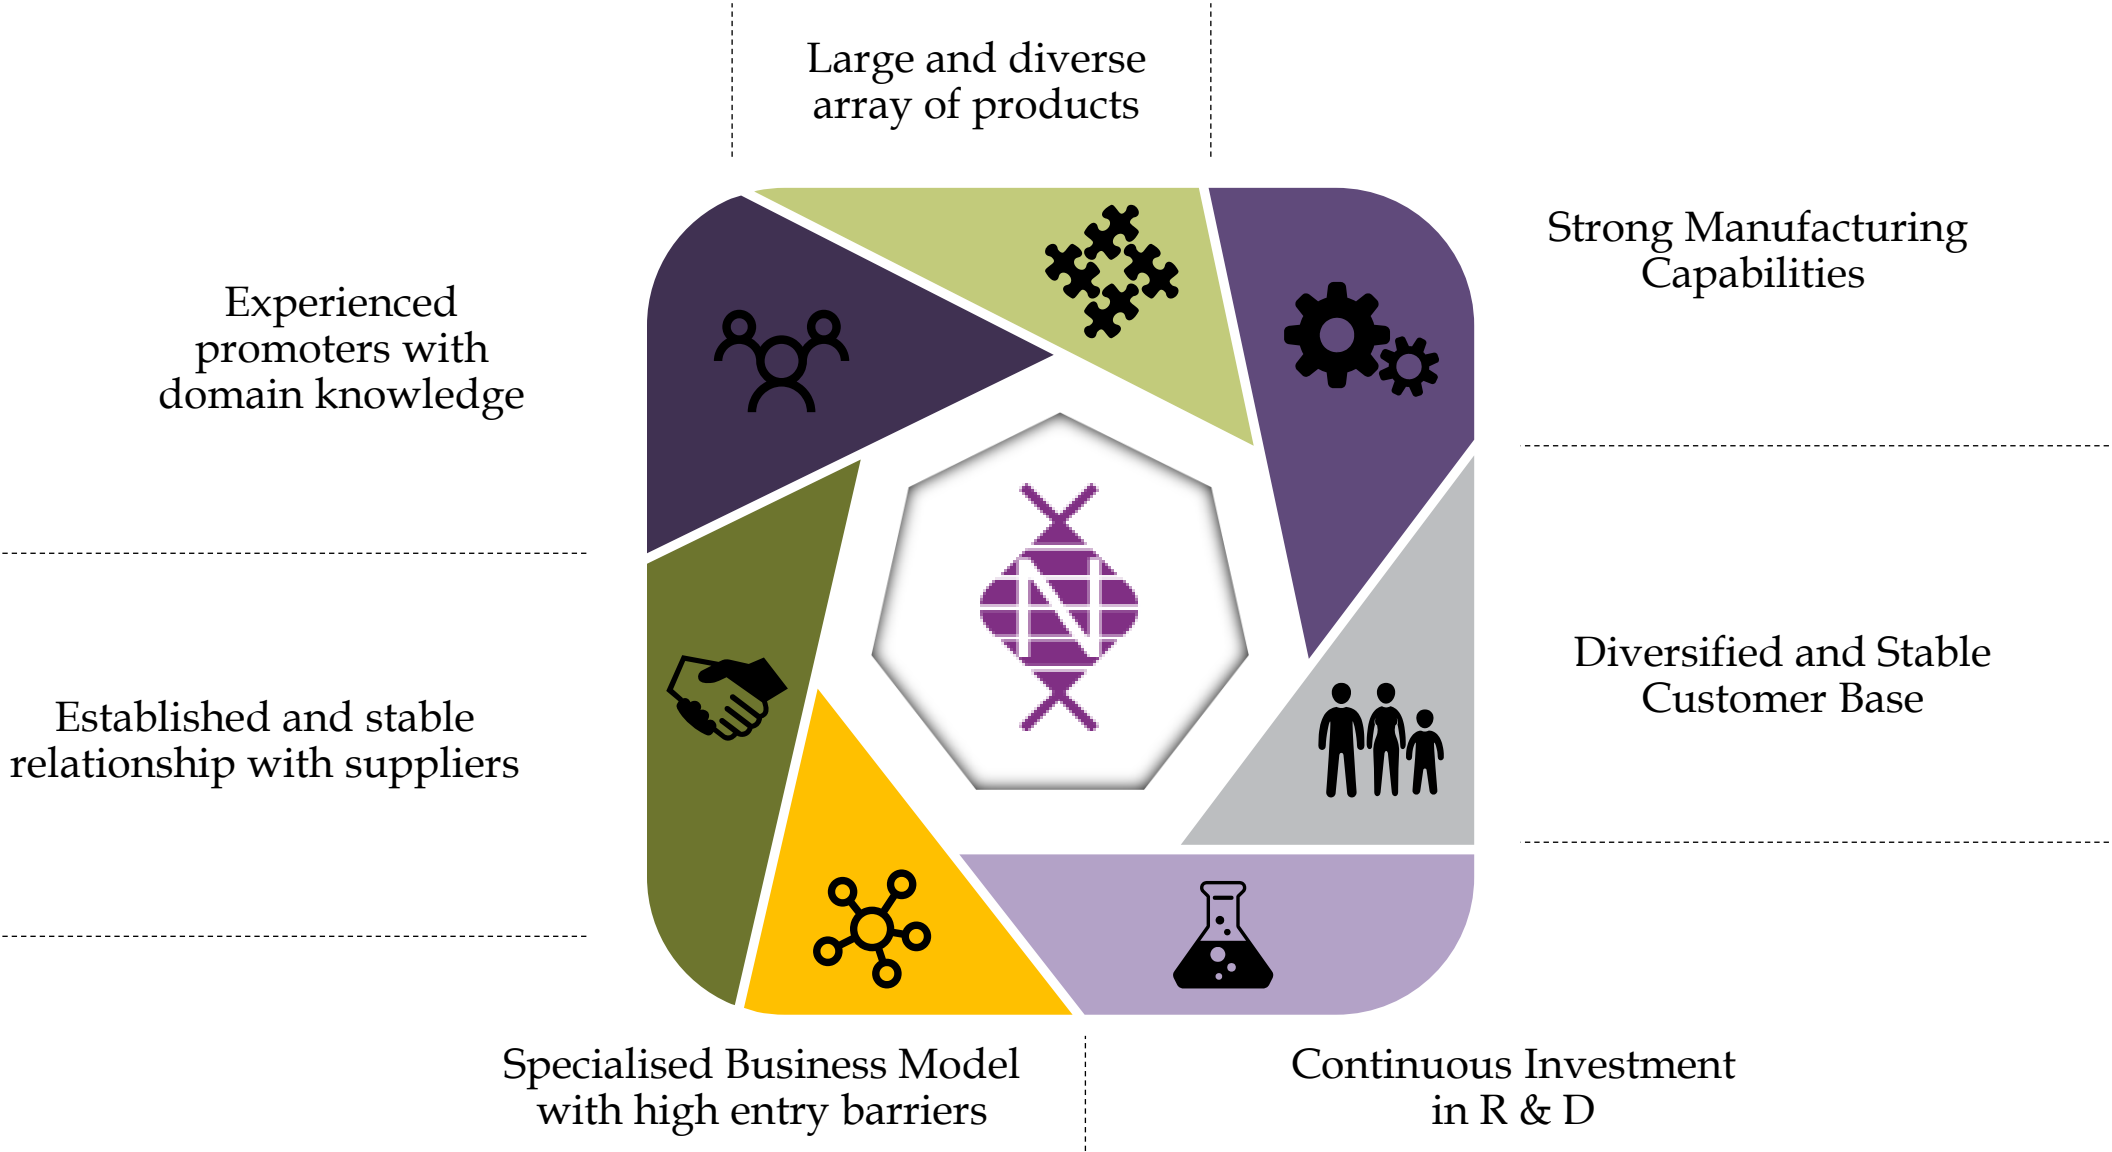 Large and diverse
array of products
Strong Manufacturing
Capabilities
Experienced
promoters with
domain knowledge
N
Diversified and Stable
Customer Base
Established and stable
relationship with suppliers
Specialised Business Model
with high entry barriers
Continuous Investment
in R & D